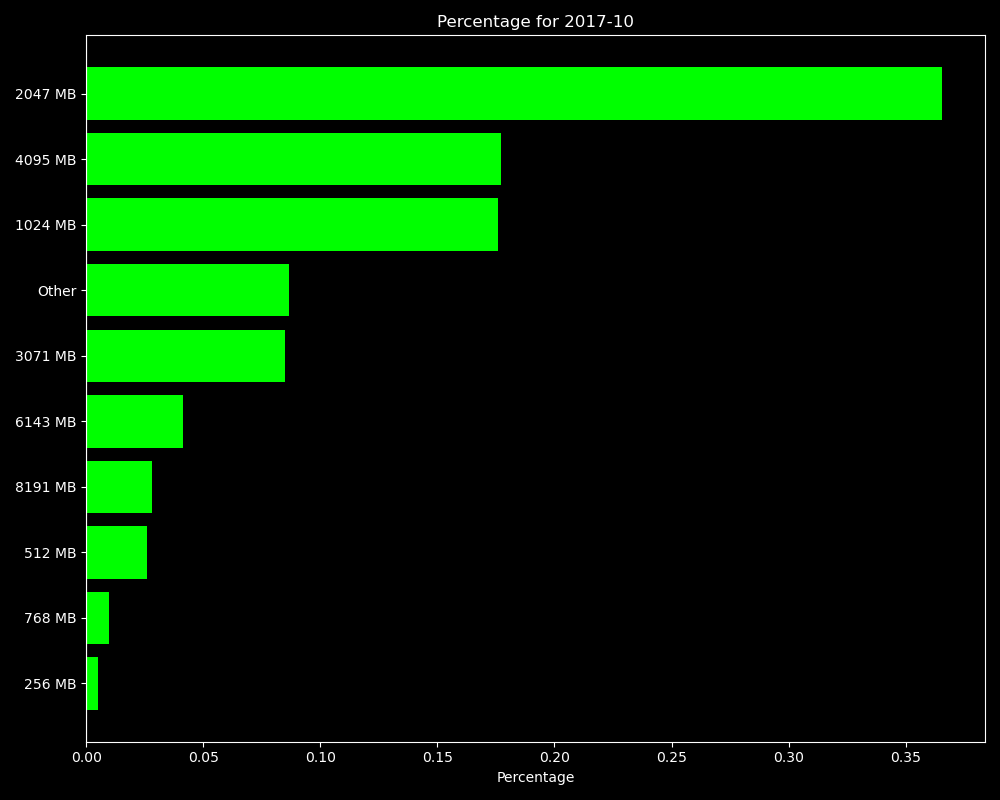 Percentage for 2017-10
2047 MB
4095 MB
1024 MB
Other
3071 MB
6143 MB
8191 MB
512 MB
768 MB
256 MB
0.00 0.05 0.10 0.15 0.20 0.25 0.30 0.35
Percentage